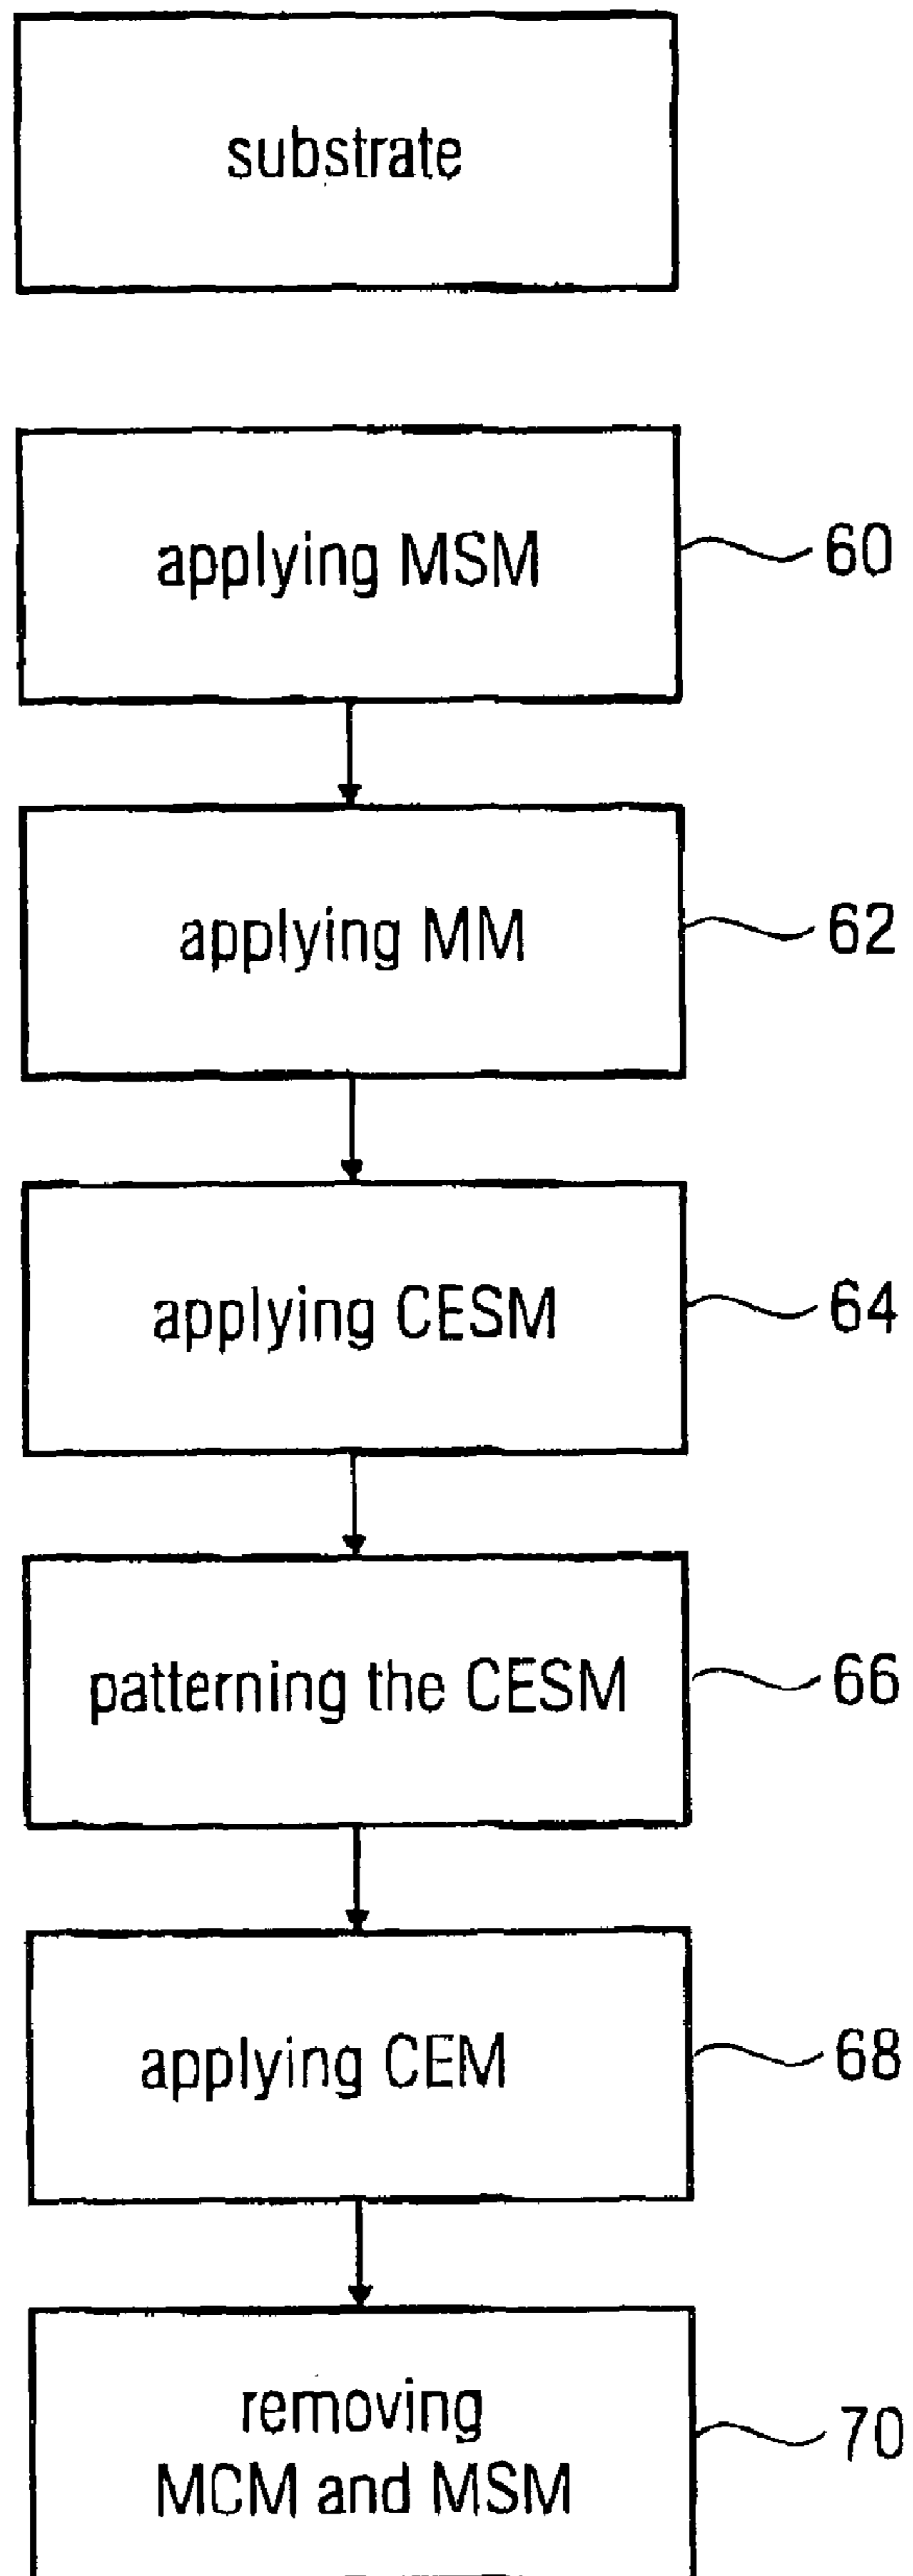 substrate
applying MSM
60
applying MM
62
applying CESM
64
patterning the CESM
66
applying CEM
68
removing
MCM and MSM
70